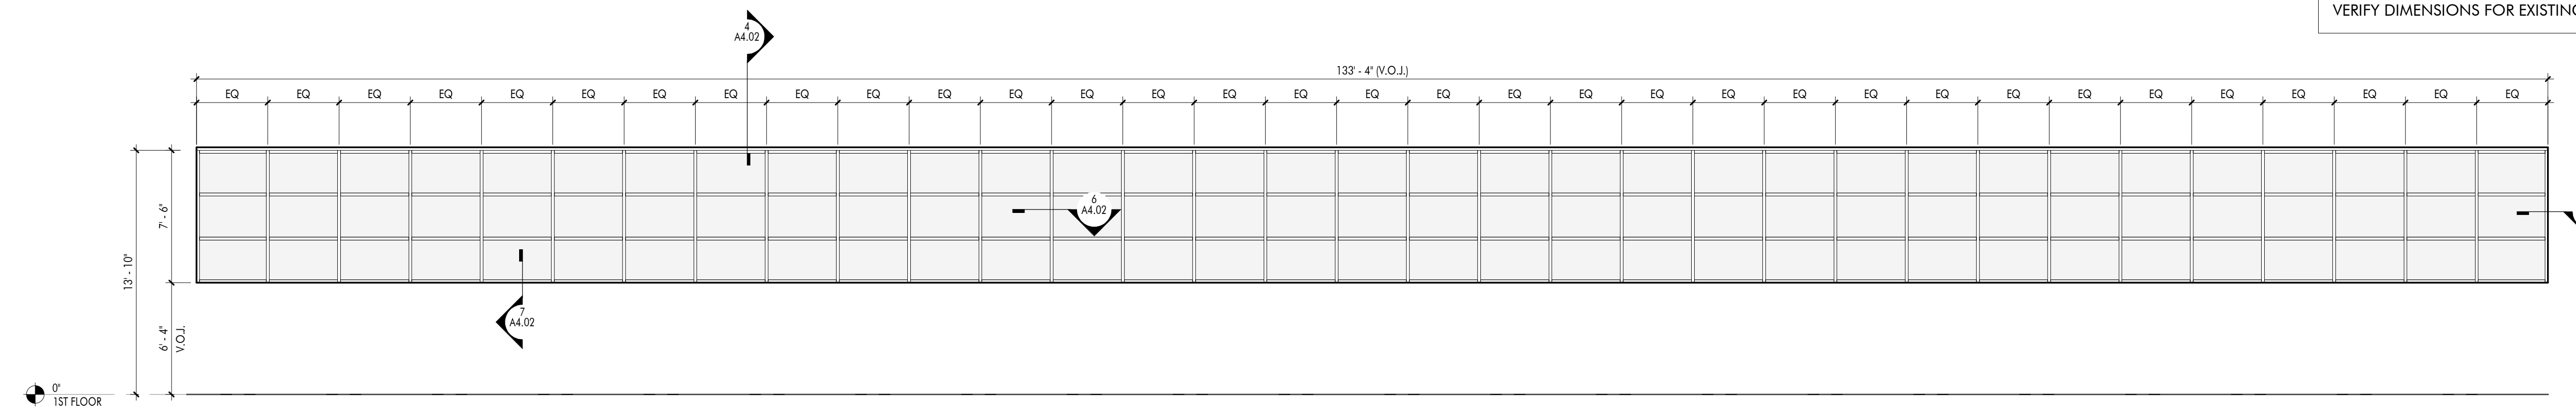 VERIFY DIMENSIONS FOR EXISTING
4
A4.02
133' - 4" (V.O.J.)
EQ EQ EQ EQ EQ EQ EQ EQ EQ EQ EQ EQ EQ EQ EQ EQ EQ EQ EQ EQ EQ EQ EQ EQ EQ EQ EQ EQ EQ EQ EQ EQ EQ
13' - 10"
7' - 6"
6
A4.02
7
A4.02
6' - 4"
V.O.J.
0"
1ST FLOOR